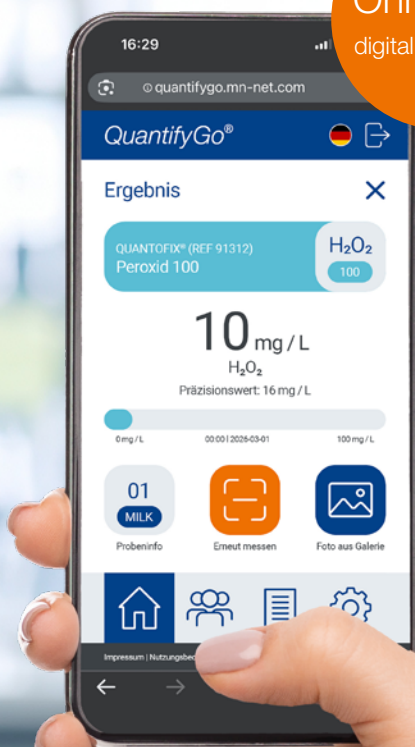 digital
16:29
quantifygo.mn-net.com
QuantifyGo®
Ergebnis
QUANTOFIX® (REF 91312)
Peroxid 100
H₂O₂
100
10 mg / L
H₂O₂
Präzisionswert: 16 mg / L
0 mg / L
00:00 | 2026-03-01
100 mg / L
01
MILK
Probeninfo
Erneut messen
Foto aus Galerie
Impressum | Nutzungsbe